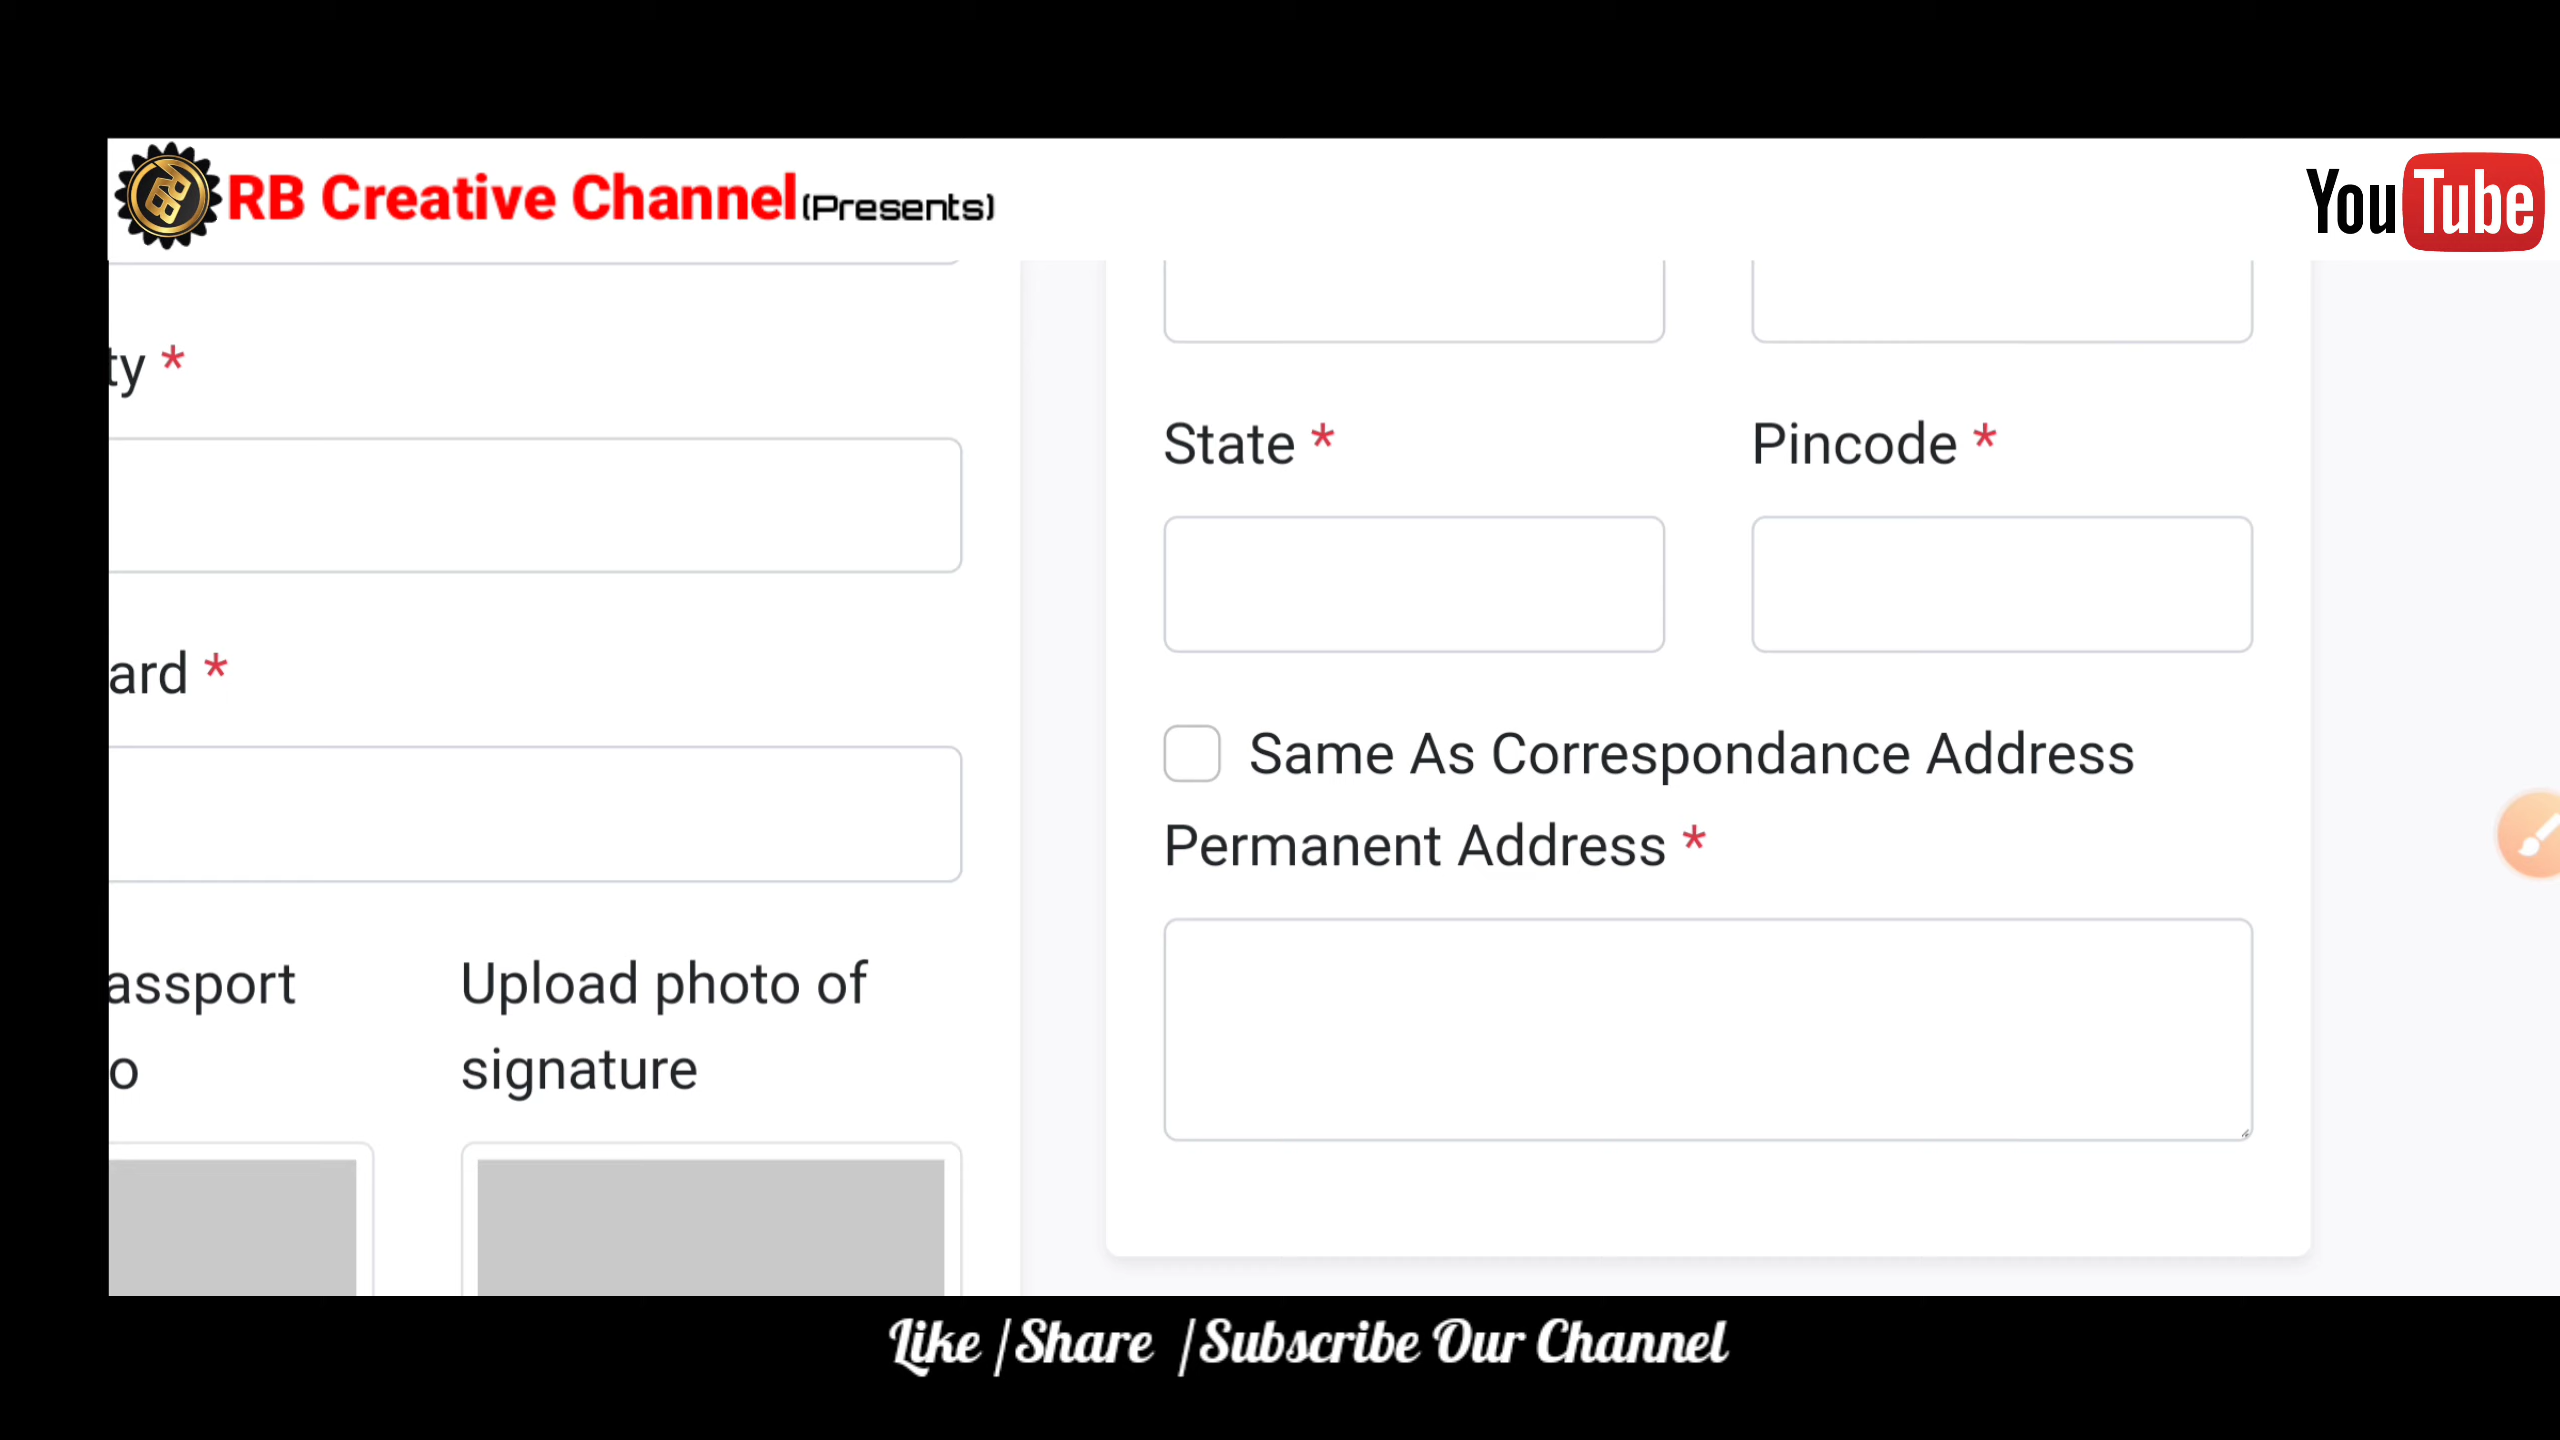 RB Creative Channel (Presents)
YouTube
ty *
ard *
assport
o
Upload photo of
signature
State *
Pincode *
Same As Correspondance Address
Permanent Address *
Like /Share /Subscribe Our Channel